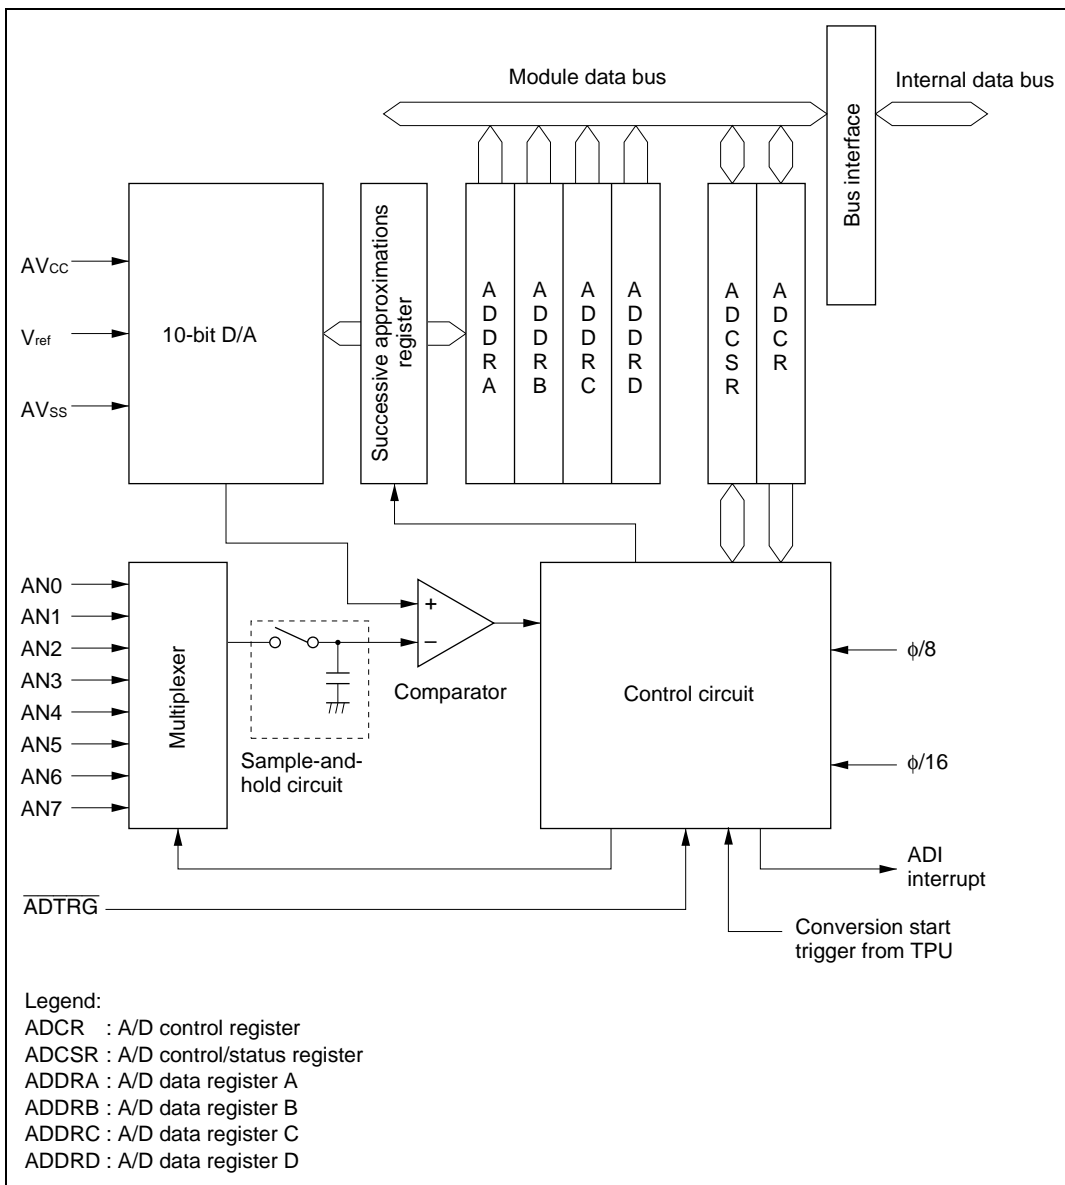 Module data bus
Internal data bus
Bus interface
AVCC
Vref
AVSS
10-bit D/A
Successive approximations
register
ADDRA
ADDRB
ADDRC
ADDRD
ADCSR
ADCR
AN0
AN1
AN2
AN3
AN4
AN5
AN6
AN7
Multiplexer
+
−
Comparator
Sample-and-
hold circuit
Control circuit
ϕ/8
ϕ/16
ADI
interrupt
ADTRG
Conversion start
trigger from TPU
Legend:
ADCR : A/D control register
ADCSR : A/D control/status register
ADDRA : A/D data register A
ADDRB : A/D data register B
ADDRC : A/D data register C
ADDRD : A/D data register D